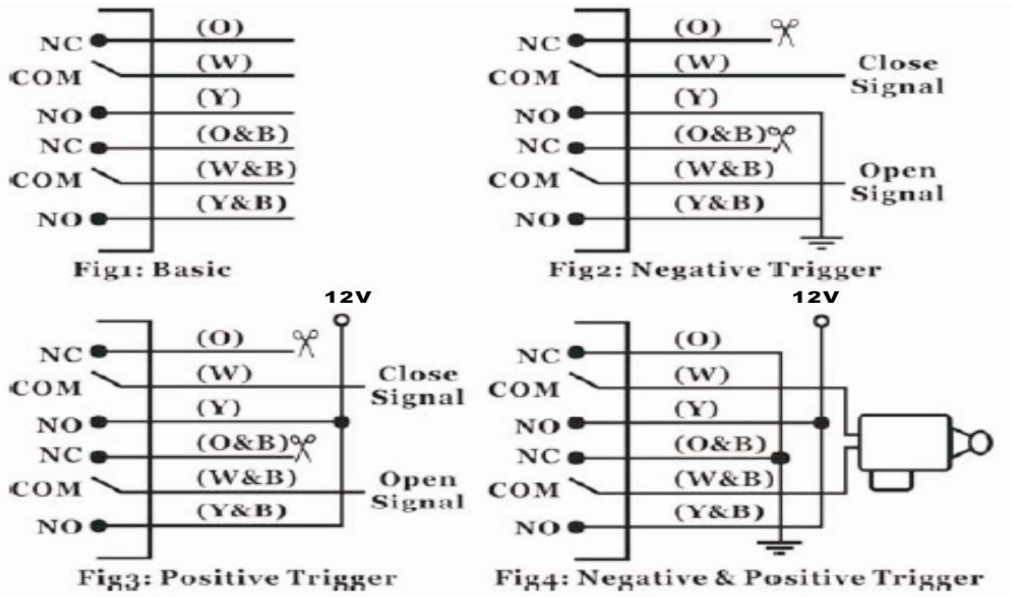 NC (O)
COM (W)
NO (Y)
NC (O&B)
COM (W&B)
NO (Y&B)
Fig1: Basic
NC (O)
COM (W) Close
Signal
NO (Y)
NC (O&B)
COM (W&B) Open
Signal
NO (Y&B)
Fig2: Negative Trigger
12V
NC (O)
COM (W) Close
Signal
NO (Y)
NC (O&B)
COM (W&B) Open
Signal
NO (Y&B)
Fig3: Positive Trigger
12V
NC (O)
COM (W)
NO (Y)
NC (O&B)
COM (W&B)
NO (Y&B)
Fig4: Negative & Positive Trigger